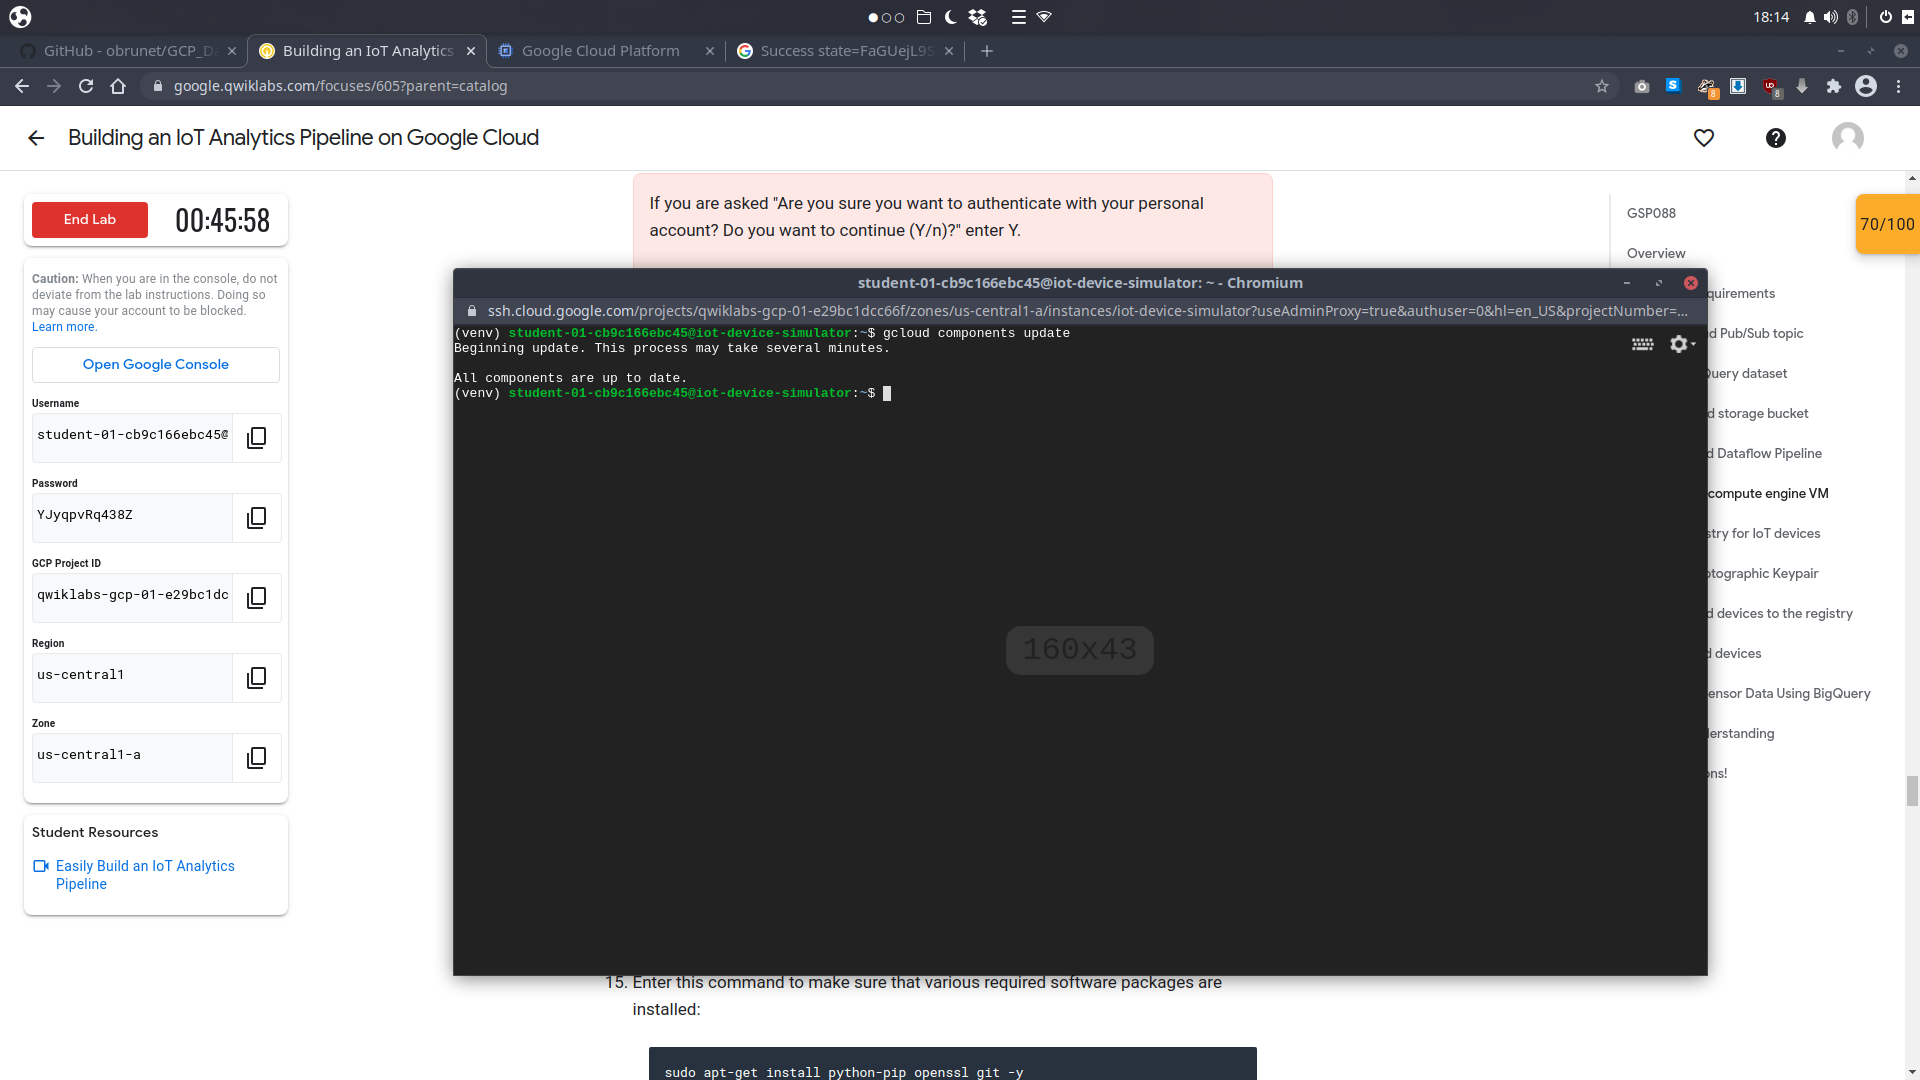 18:14
GitHub - obrunet/GCP_Da
Building an IoT Analytics
Google Cloud Platform
Success state=FaGUejL9S
google.qwiklabs.com/focuses/605?parent=catalog
Building an IoT Analytics Pipeline on Google Cloud
End Lab
00:45:58
Caution: When you are in the console, do not
deviate from the lab instructions. Doing so
may cause your account to be blocked.
Learn more.
Open Google Console
Username
student-01-cb9c166ebc45@
Password
YJyqpvRq438Z
GCP Project ID
qwiklabs-gcp-01-e29bc1dc
Region
us-central1
Zone
us-central1-a
Student Resources
Easily Build an IoT Analytics
Pipeline
If you are asked "Are you sure you want to authenticate with your personal
account? Do you want to continue (Y/n)?" enter Y.
student-01-cb9c166ebc45@iot-device-simulator: ~ - Chromium
ssh.cloud.google.com/projects/qwiklabs-gcp-01-e29bc1dcc66f/zones/us-central1-a/instances/iot-device-simulator?useAdminProxy=true&authuser=0&hl=en_US&projectNumber=...
(venv) student-01-cb9c166ebc45@iot-device-simulator:~$ gcloud components update
Beginning update. This process may take several minutes.
All components are up to date.
(venv) student-01-cb9c166ebc45@iot-device-simulator:~$
160x43
15. Enter this command to make sure that various required software packages are
installed:
sudo apt-get install python-pip openssl git -y
GSP088
Overview
quirements
d Pub/Sub topic
Query dataset
d storage bucket
d Dataflow Pipeline
compute engine VM
stry for IoT devices
ptographic Keypair
d devices to the registry
d devices
ensor Data Using BigQuery
derstanding
ons!
70/100